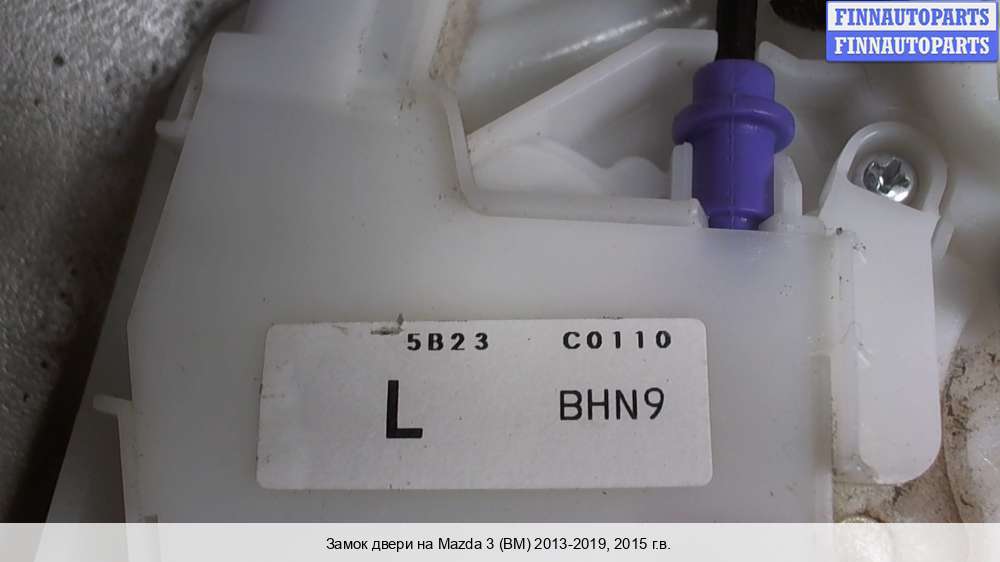 FINNAUTOPARTS
FINNAUTOPARTS
5B23 C0110
L BHN9
Замок двери на Mazda 3 (BM) 2013-2019, 2015 г.в.